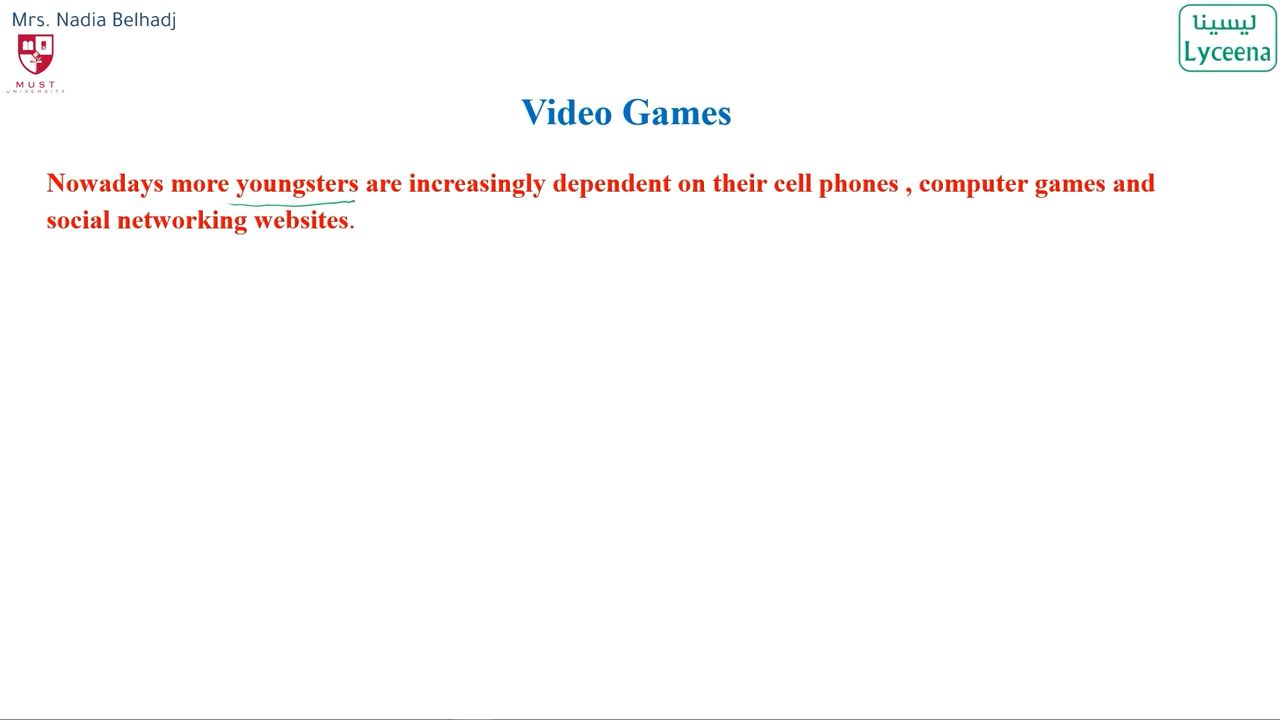 Mrs. Nadia Belhadj
ليسينا
Lyceena
MUST
UNIVERSITY
Video Games
Nowadays more youngsters are increasingly dependent on their cell phones , computer games and
social networking websites.